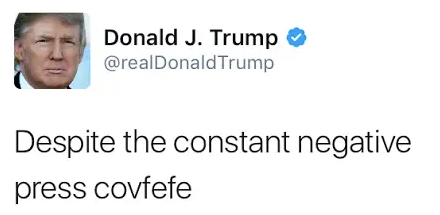 Donald J. Trump
@realDonaldTrump
Despite the constant negative
press covfefe